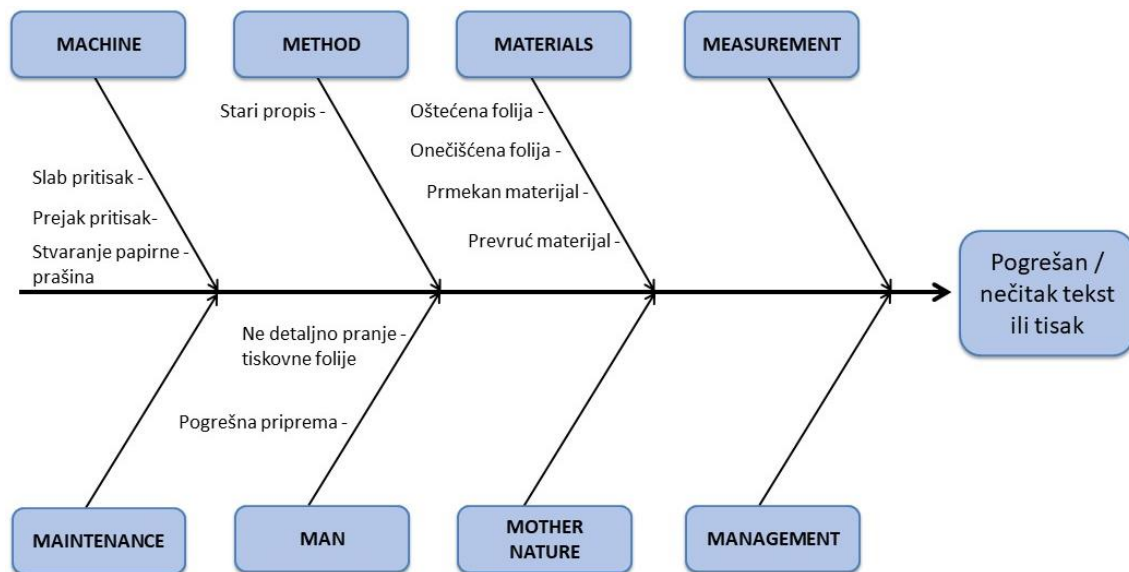 MACHINE
METHOD
MATERIALS
MEASUREMENT
Stari propis -
Oštećena folija -
Onečišćena folija -
Prmekan materijal -
Prevruć materijal -
Slab pritisak -
Prejak pritisak-
Stvaranje papirne -
prašina
Pogrešan /
nečitak tekst
ili tisak
Ne detaljno pranje -
tiskovne folije
Pogrešna priprema -
MAINTENANCE
MAN
MOTHER
NATURE
MANAGEMENT